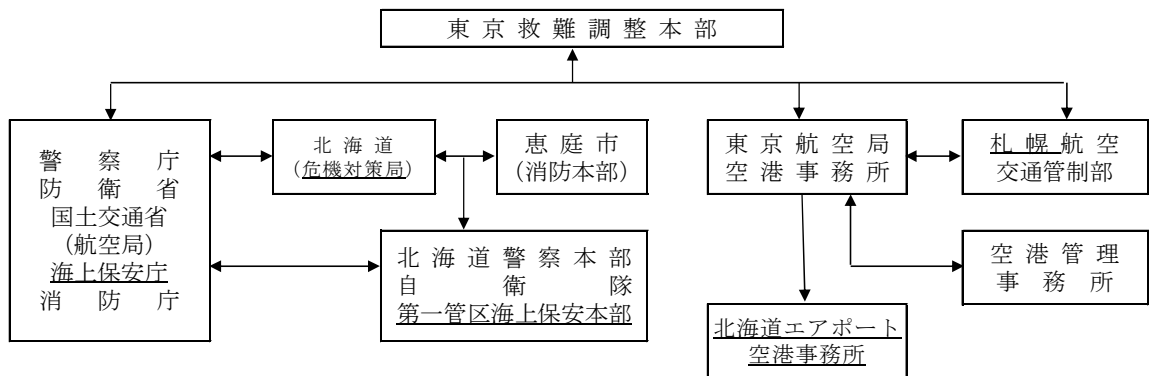 東京救難調整本部
警察庁
防衛省
国土交通省
(航空局)
海上保安庁
消防庁
北海道
(危機対策局)
恵庭市
(消防本部)
北海道警察本部
自衛隊
第一管区海上保安本部
東京航空局
空港事務所
札幌航空
交通管制部
空港管理
事務所
北海道エアポート
空港事務所